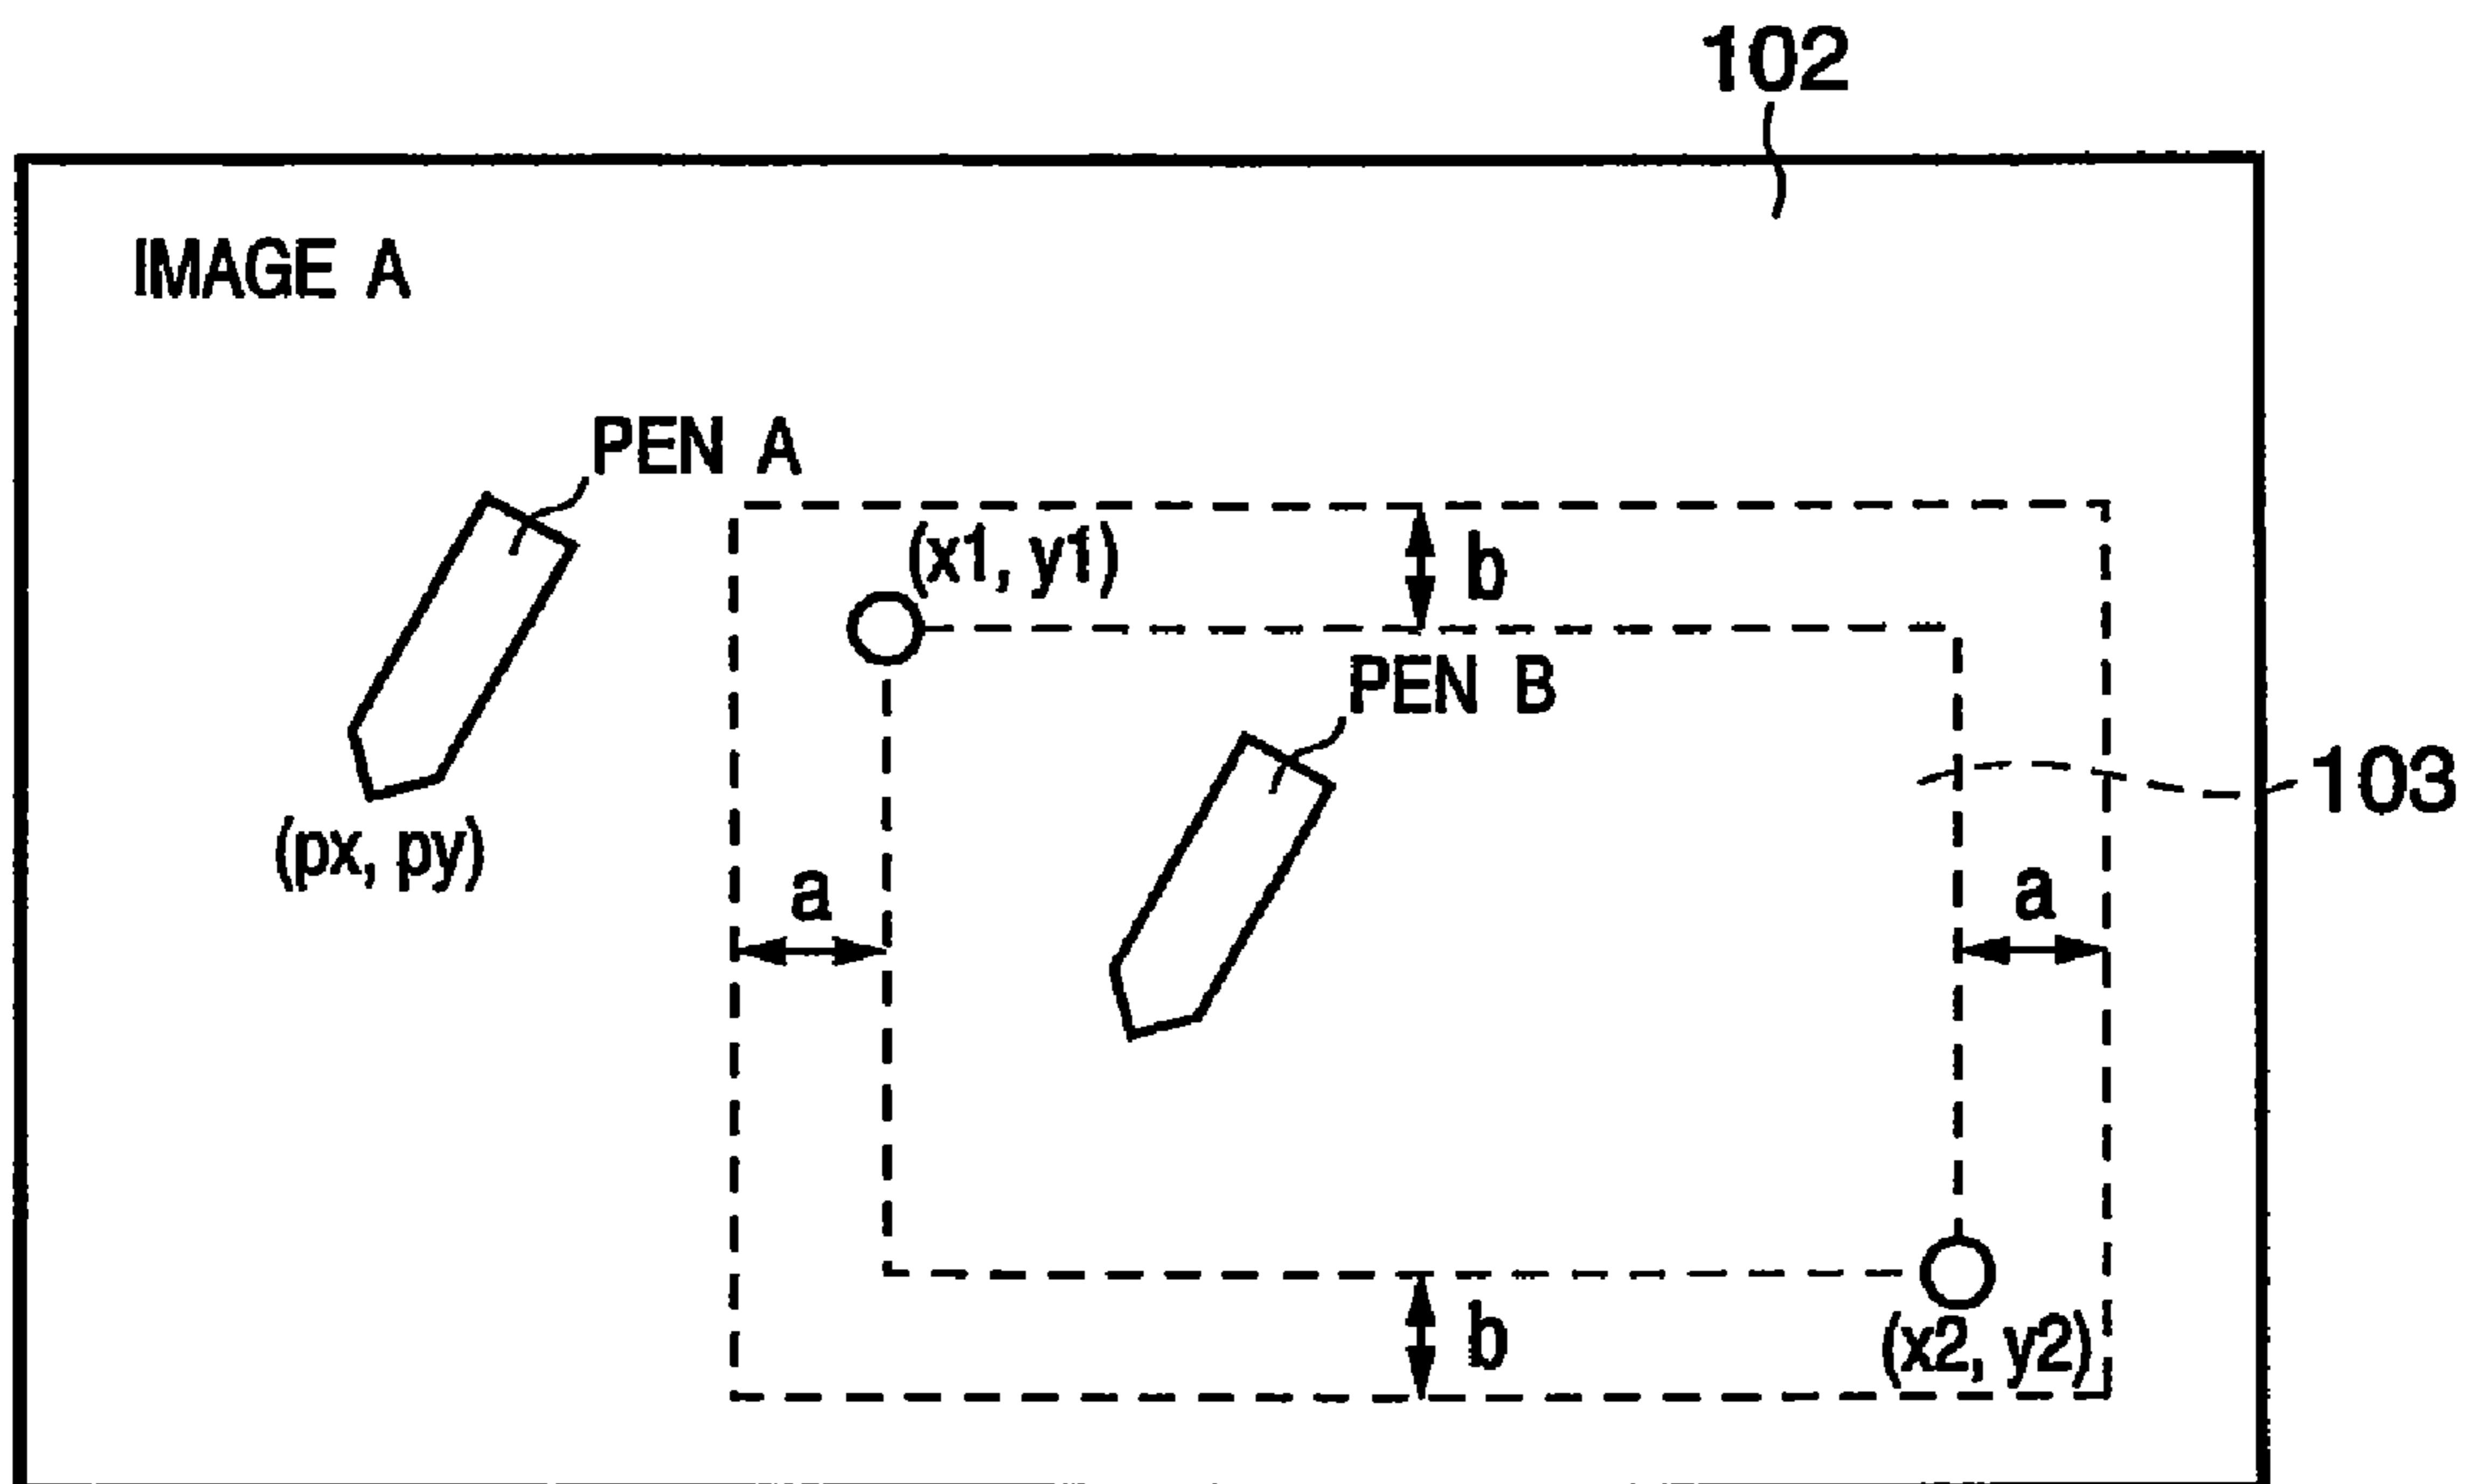 102
IMAGE A
PEN A
(x1, y1)
b
PEN B
103
(px, py)
a
a
b
(x2, y2)